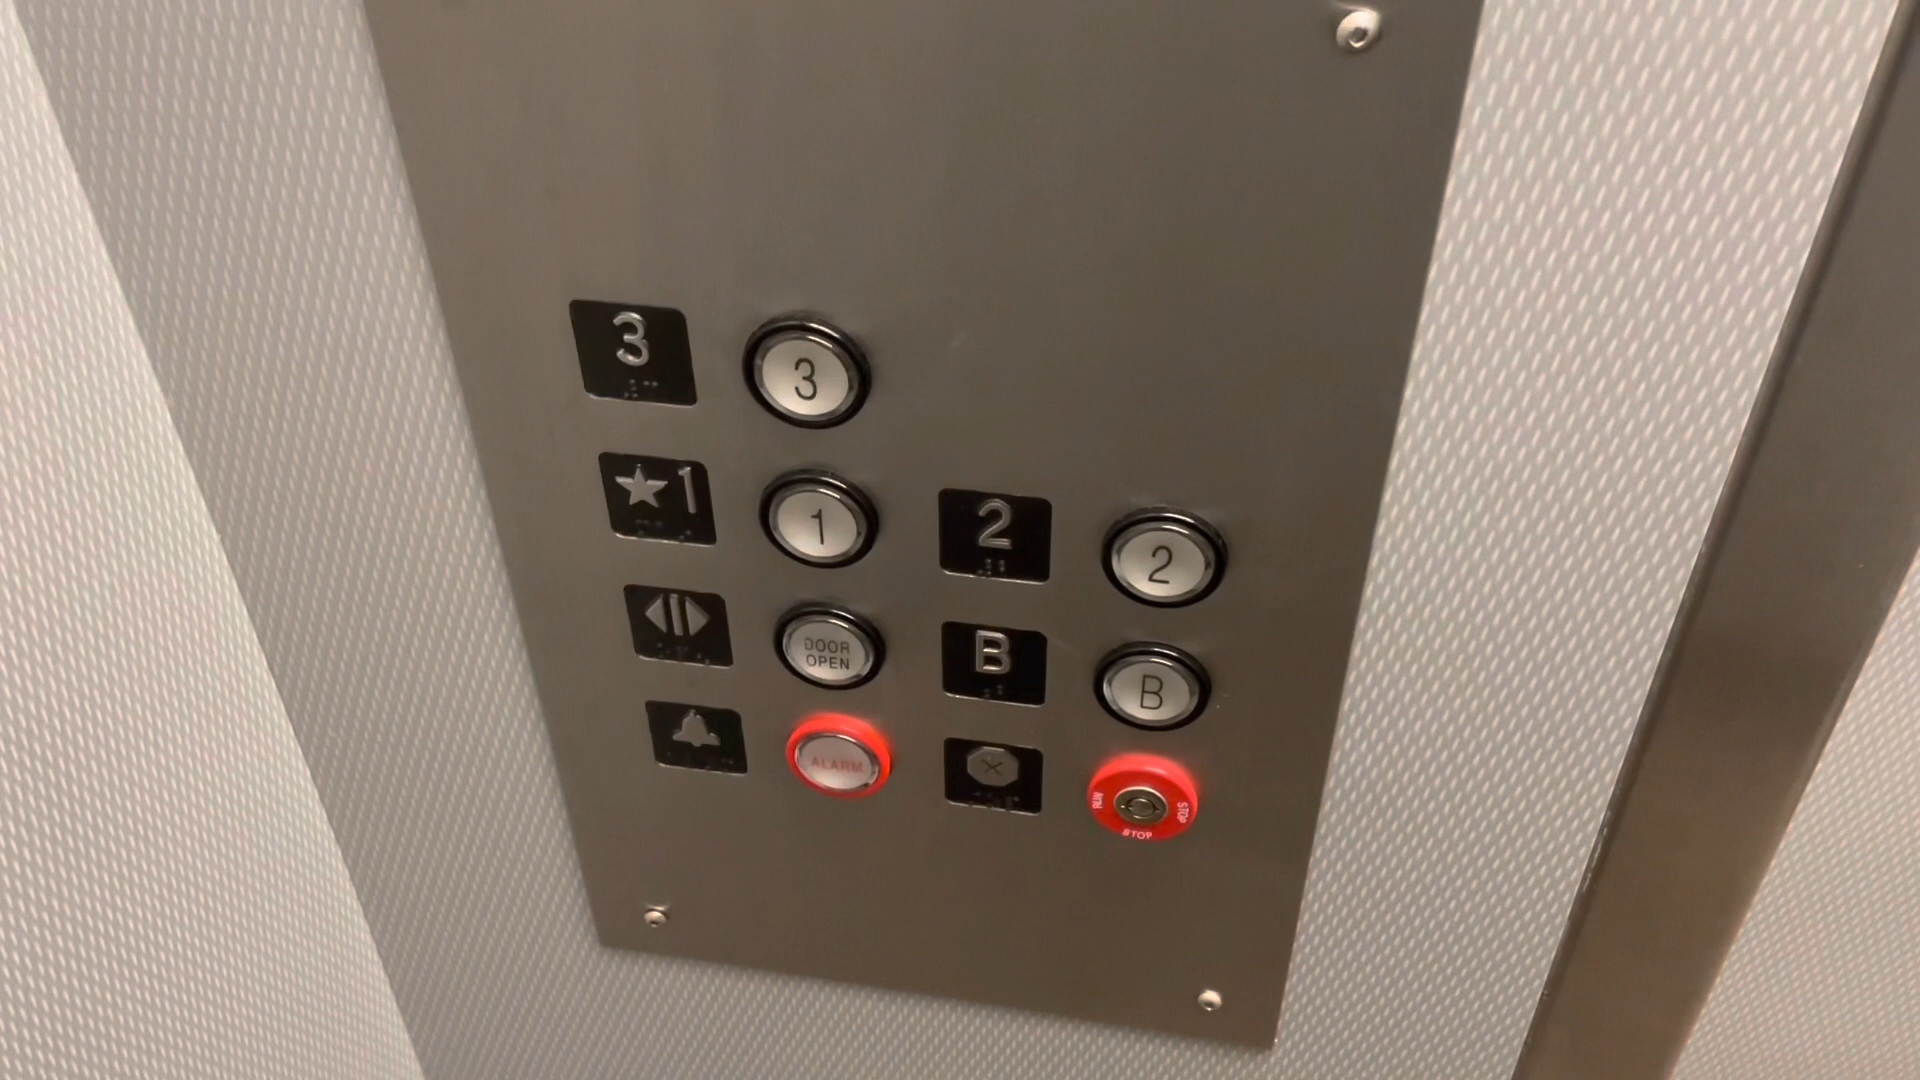 3 3
★1 1
2 2
DOOR
OPEN
B B
ALARM
RUN STOP
STOP